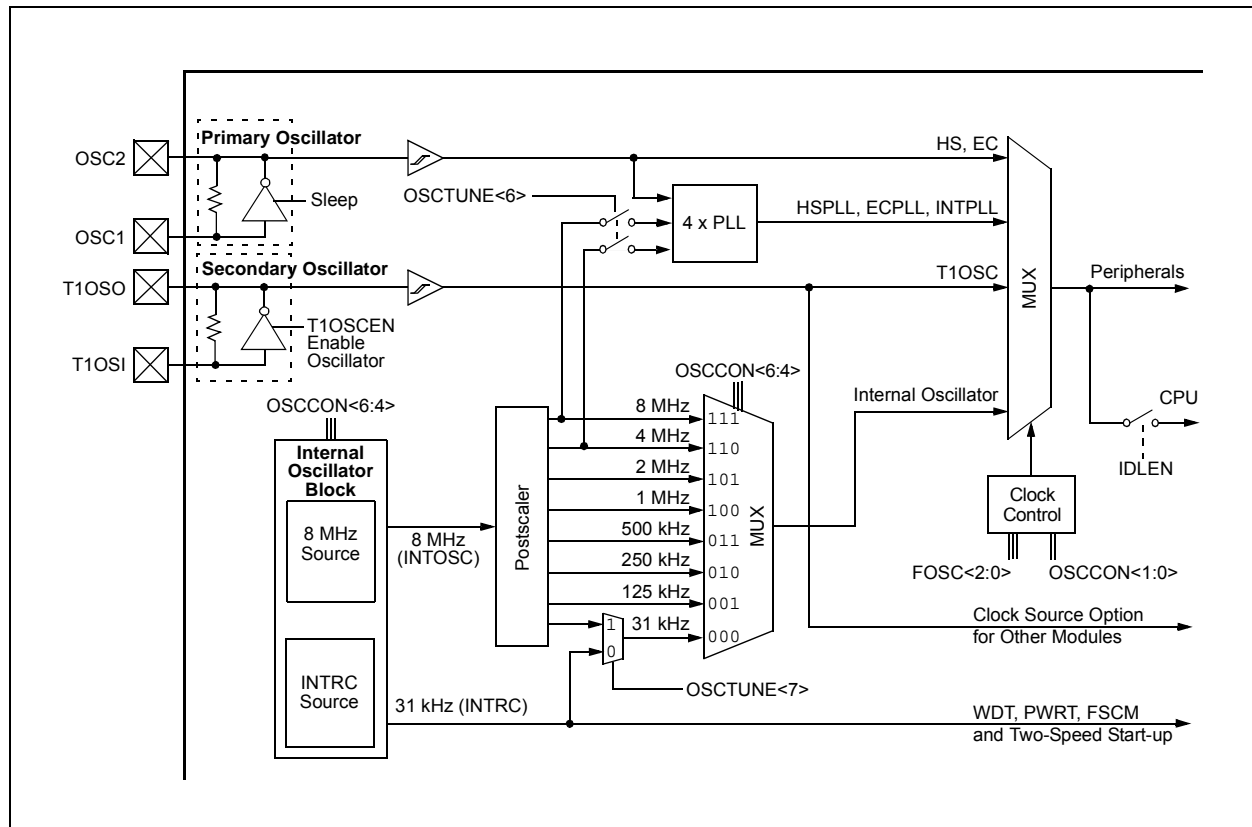 Primary Oscillator
OSC2
HS, EC
OSCTUNE<6>
Sleep
4 x PLL
HSPLL, ECPLL, INTPLL
OSC1
Secondary Oscillator
T1OSO
T1OSC
MUX
Peripherals
T1OSCEN
Enable
Oscillator
T1OSI
OSCCON<6:4>
Internal Oscillator
CPU
IDLEN
OSCCON<6:4>
Internal
Oscillator
Block
8 MHz
Source
8 MHz
(INTOSC)
Postscaler
8 MHz
111
4 MHz
110
2 MHz
101
1 MHz
100
500 kHz
011
250 kHz
010
125 kHz
001
1
0
31 kHz
000
MUX
Clock
Control
FOSC<2:0>
OSCCON<1:0>
Clock Source Option
for Other Modules
OSCTUNE<7>
INTRC
Source
31 kHz (INTRC)
WDT, PWRT, FSCM
and Two-Speed Start-up